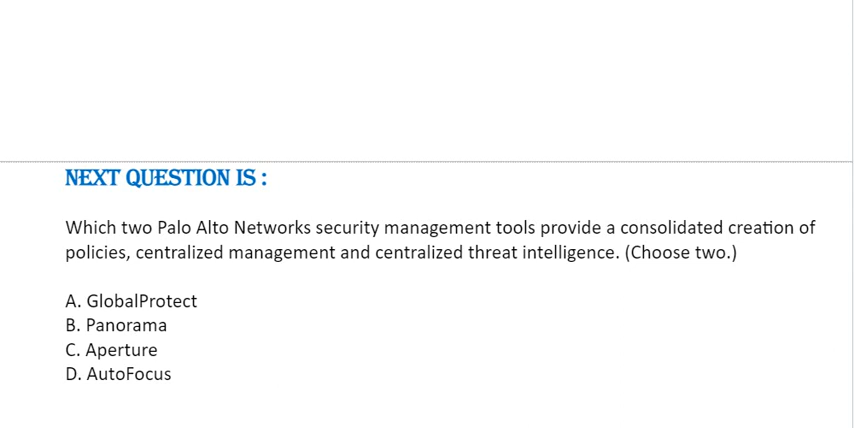 NEXT QUESTION IS :
Which two Palo Alto Networks security management tools provide a consolidated creation of
policies, centralized management and centralized threat intelligence. (Choose two.)
A. GlobalProtect
B. Panorama
C. Aperture
D. AutoFocus